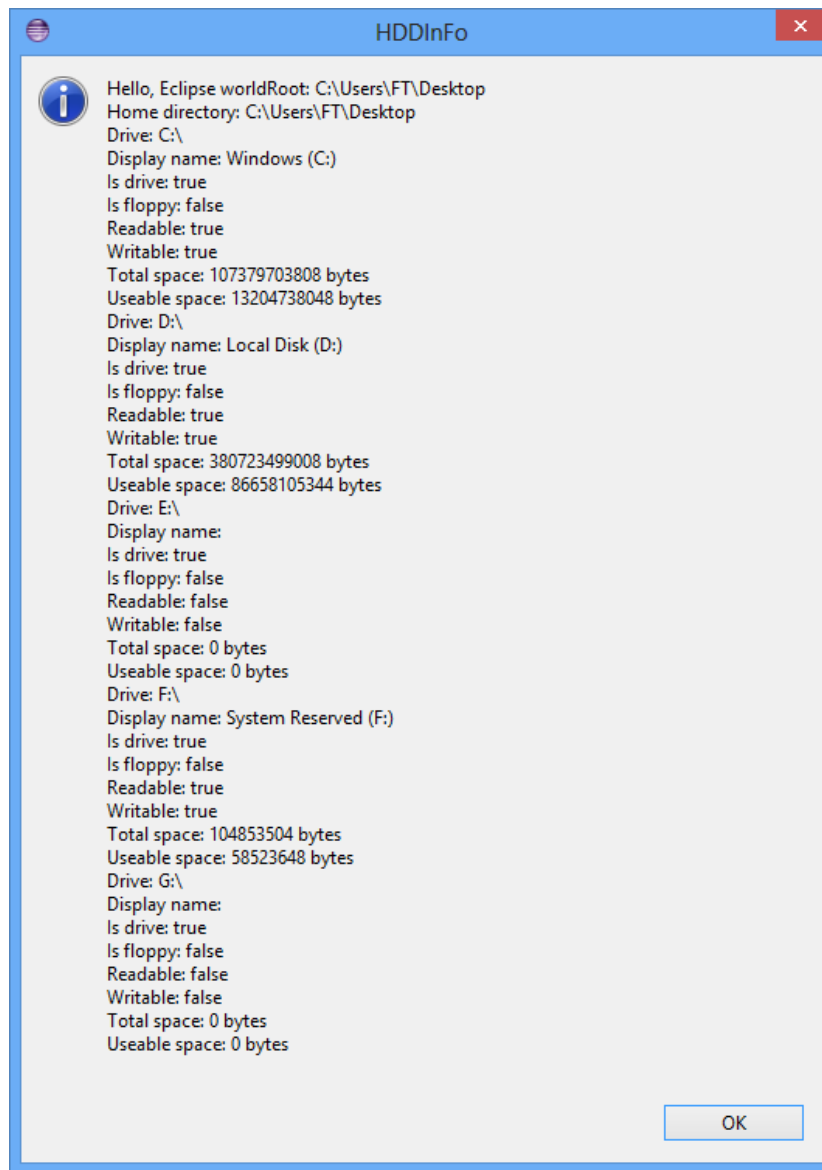 HDDInFo
Hello, Eclipse worldRoot: C:\Users\FT\Desktop
Home directory: C:\Users\FT\Desktop
Drive: C:\
Display name: Windows (C:)
Is drive: true
Is floppy: false
Readable: true
Writable: true
Total space: 107379703808 bytes
Useable space: 13204738048 bytes
Drive: D:\
Display name: Local Disk (D:)
Is drive: true
Is floppy: false
Readable: true
Writable: true
Total space: 380723499008 bytes
Useable space: 86658105344 bytes
Drive: E:\
Display name:
Is drive: true
Is floppy: false
Readable: false
Writable: false
Total space: 0 bytes
Useable space: 0 bytes
Drive: F:\
Display name: System Reserved (F:)
Is drive: true
Is floppy: false
Readable: true
Writable: true
Total space: 104853504 bytes
Useable space: 58523648 bytes
Drive: G:\
Display name:
Is drive: true
Is floppy: false
Readable: false
Writable: false
Total space: 0 bytes
Useable space: 0 bytes
OK